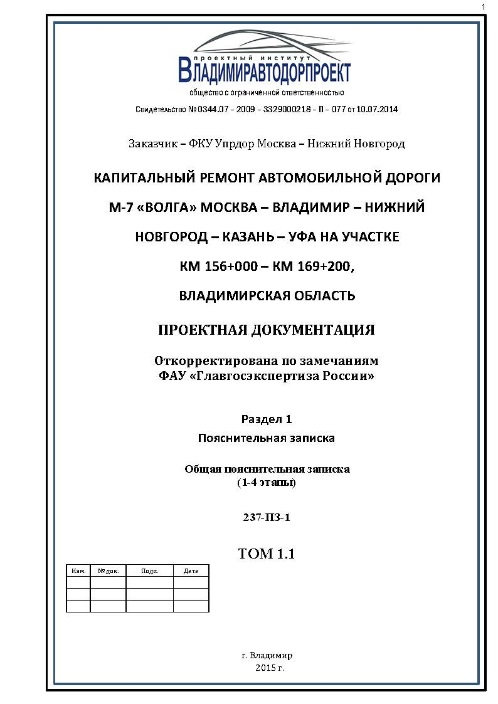 1
проектный институт
ВЛАДИМИРАВТОДОРПРОЕКТ
общество с ограниченной ответственностью
Свидетельство №0344.07 – 2009 – 3329000218 – П – 077 от 10.07.2014
Заказчик – ФКУ Упрдор Москва – Нижний Новгород
КАПИТАЛЬНЫЙ РЕМОНТ АВТОМОБИЛЬНОЙ ДОРОГИ
М-7 «ВОЛГА» МОСКВА – ВЛАДИМИР – НИЖНИЙ
НОВГОРОД – КАЗАНЬ – УФА НА УЧАСТКЕ
КМ 156+000 – КМ 169+200,
ВЛАДИМИРСКАЯ ОБЛАСТЬ
ПРОЕКТНАЯ ДОКУМЕНТАЦИЯ
Откорректирована по замечаниям
ФАУ «Главгосэкспертиза России»
Раздел 1
Пояснительная записка
Общая пояснительная записка
(1-4 этапы)
237-ПЗ-1
ТОМ 1.1
Изм. № док. Подп. Дата
г. Владимир
2015 г.